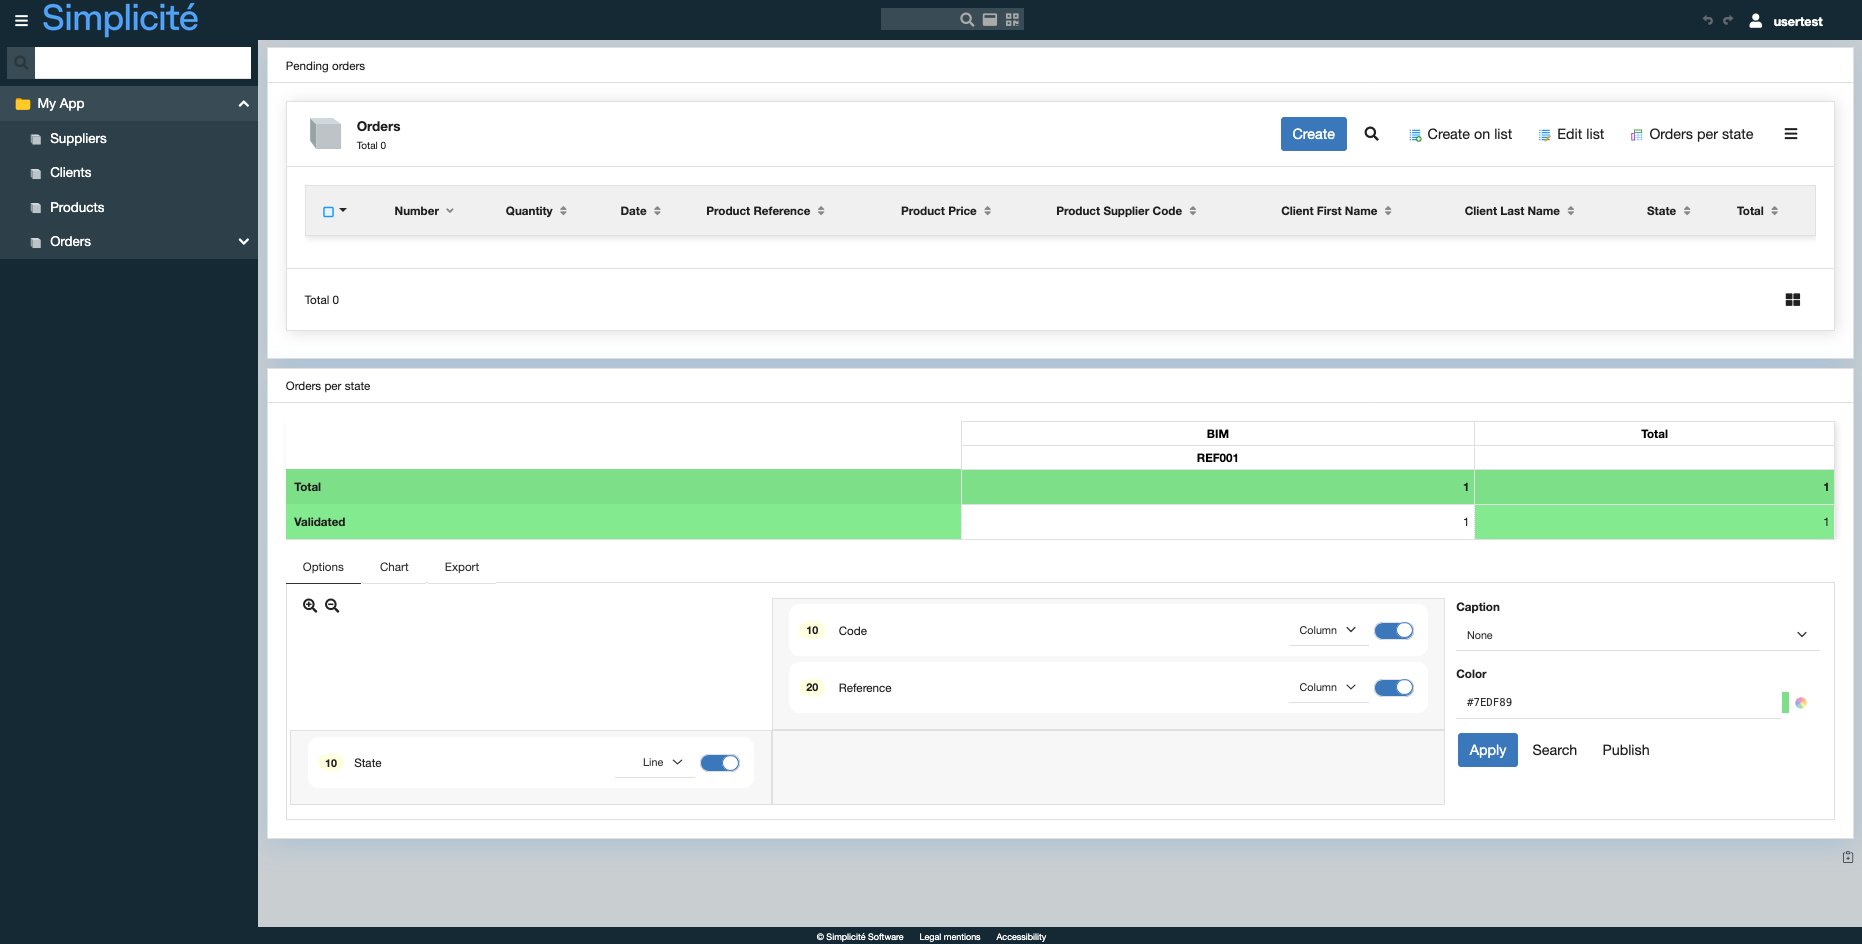 Simplicité
usertest
My App
Suppliers
Clients
Products
Orders
Pending orders
Orders
Total 0
Create
Create on list
Edit list
Orders per state
Number
Quantity
Date
Product Reference
Product Price
Product Supplier Code
Client First Name
Client Last Name
State
Total
Total 0
Orders per state
BIM
Total
REF001
Total
1
1
Validated
1
1
Options
Chart
Export
10
Code
Column
20
Reference
Column
10
State
Line
Caption
None
Color
#7EDF89
Apply
Search
Publish
© Simplicité Software
Legal mentions
Accessibility